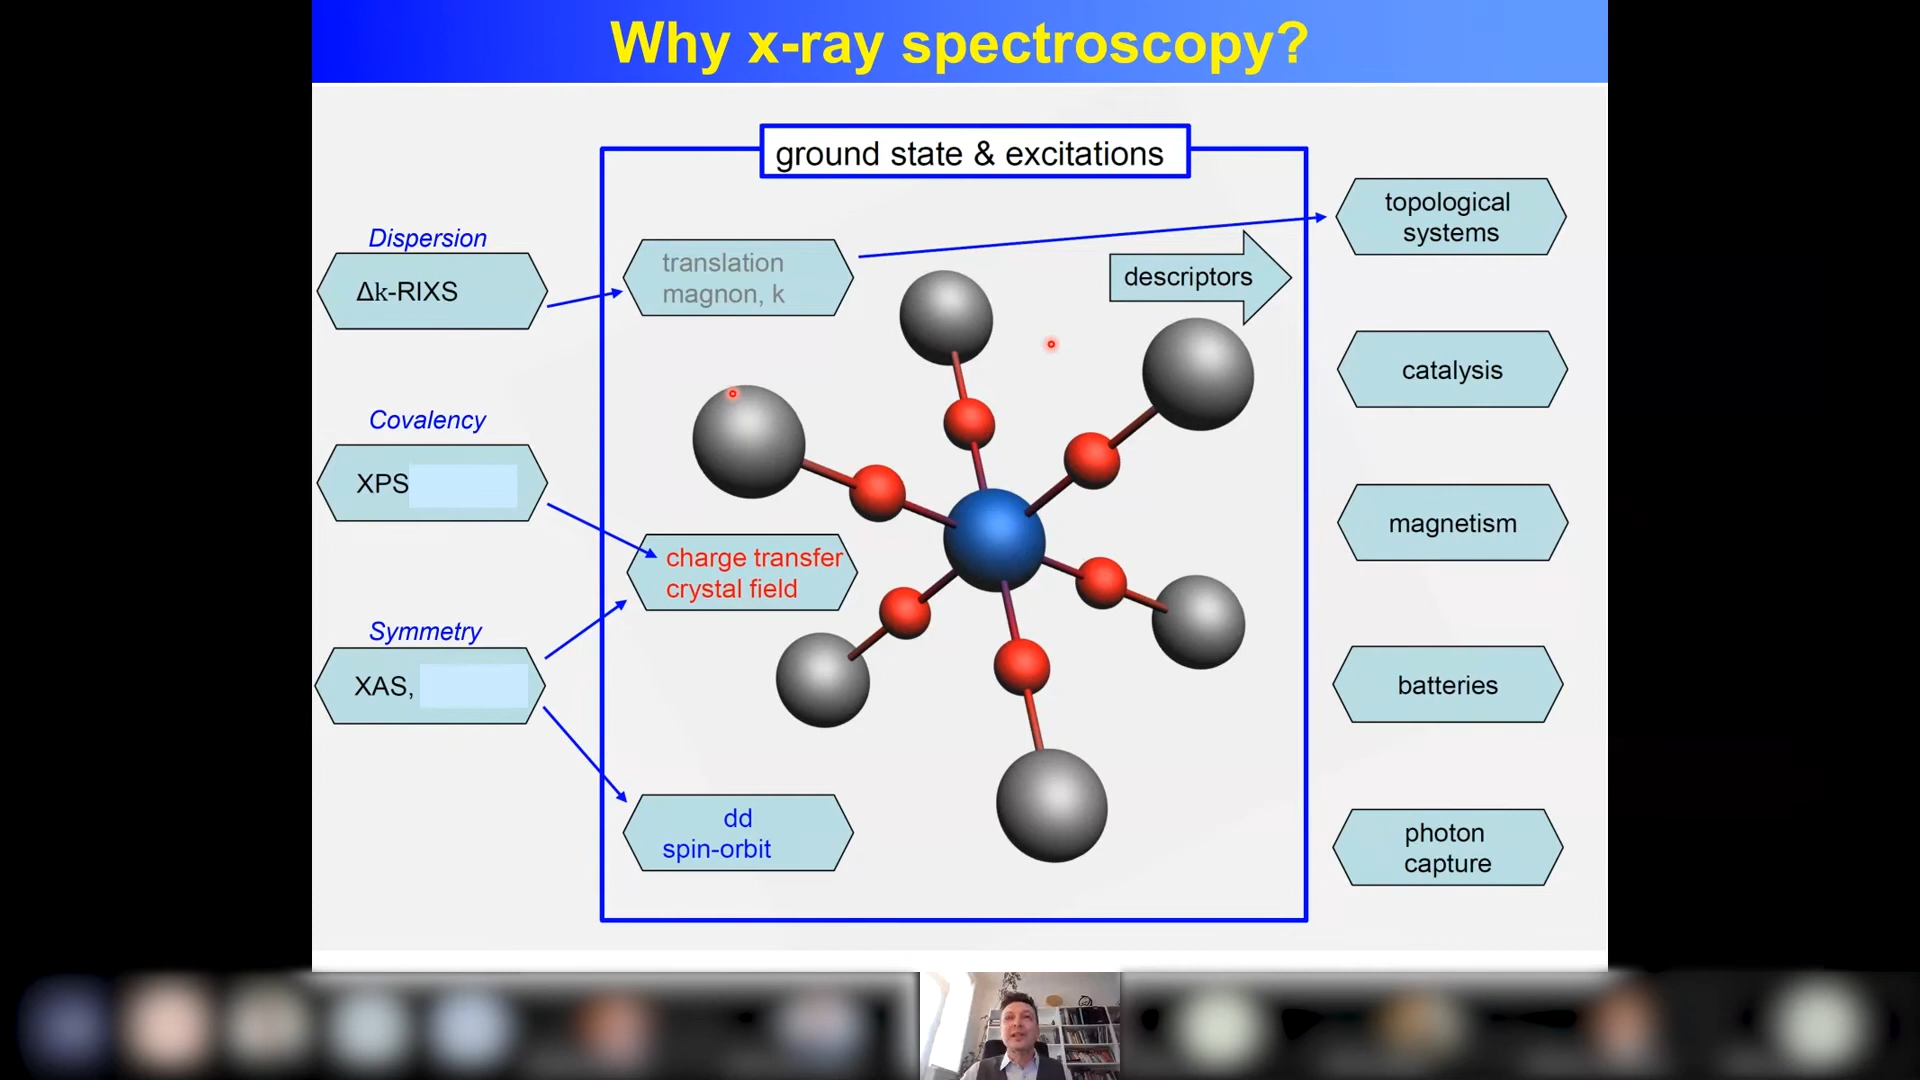 Why x-ray spectroscopy?
ground state & excitations
Dispersion
Δk-RIXS
Covalency
XPS
Symmetry
XAS,
translation
magnon, k
charge transfer
crystal field
dd
spin-orbit
descriptors
topological
systems
catalysis
magnetism
batteries
photon
capture